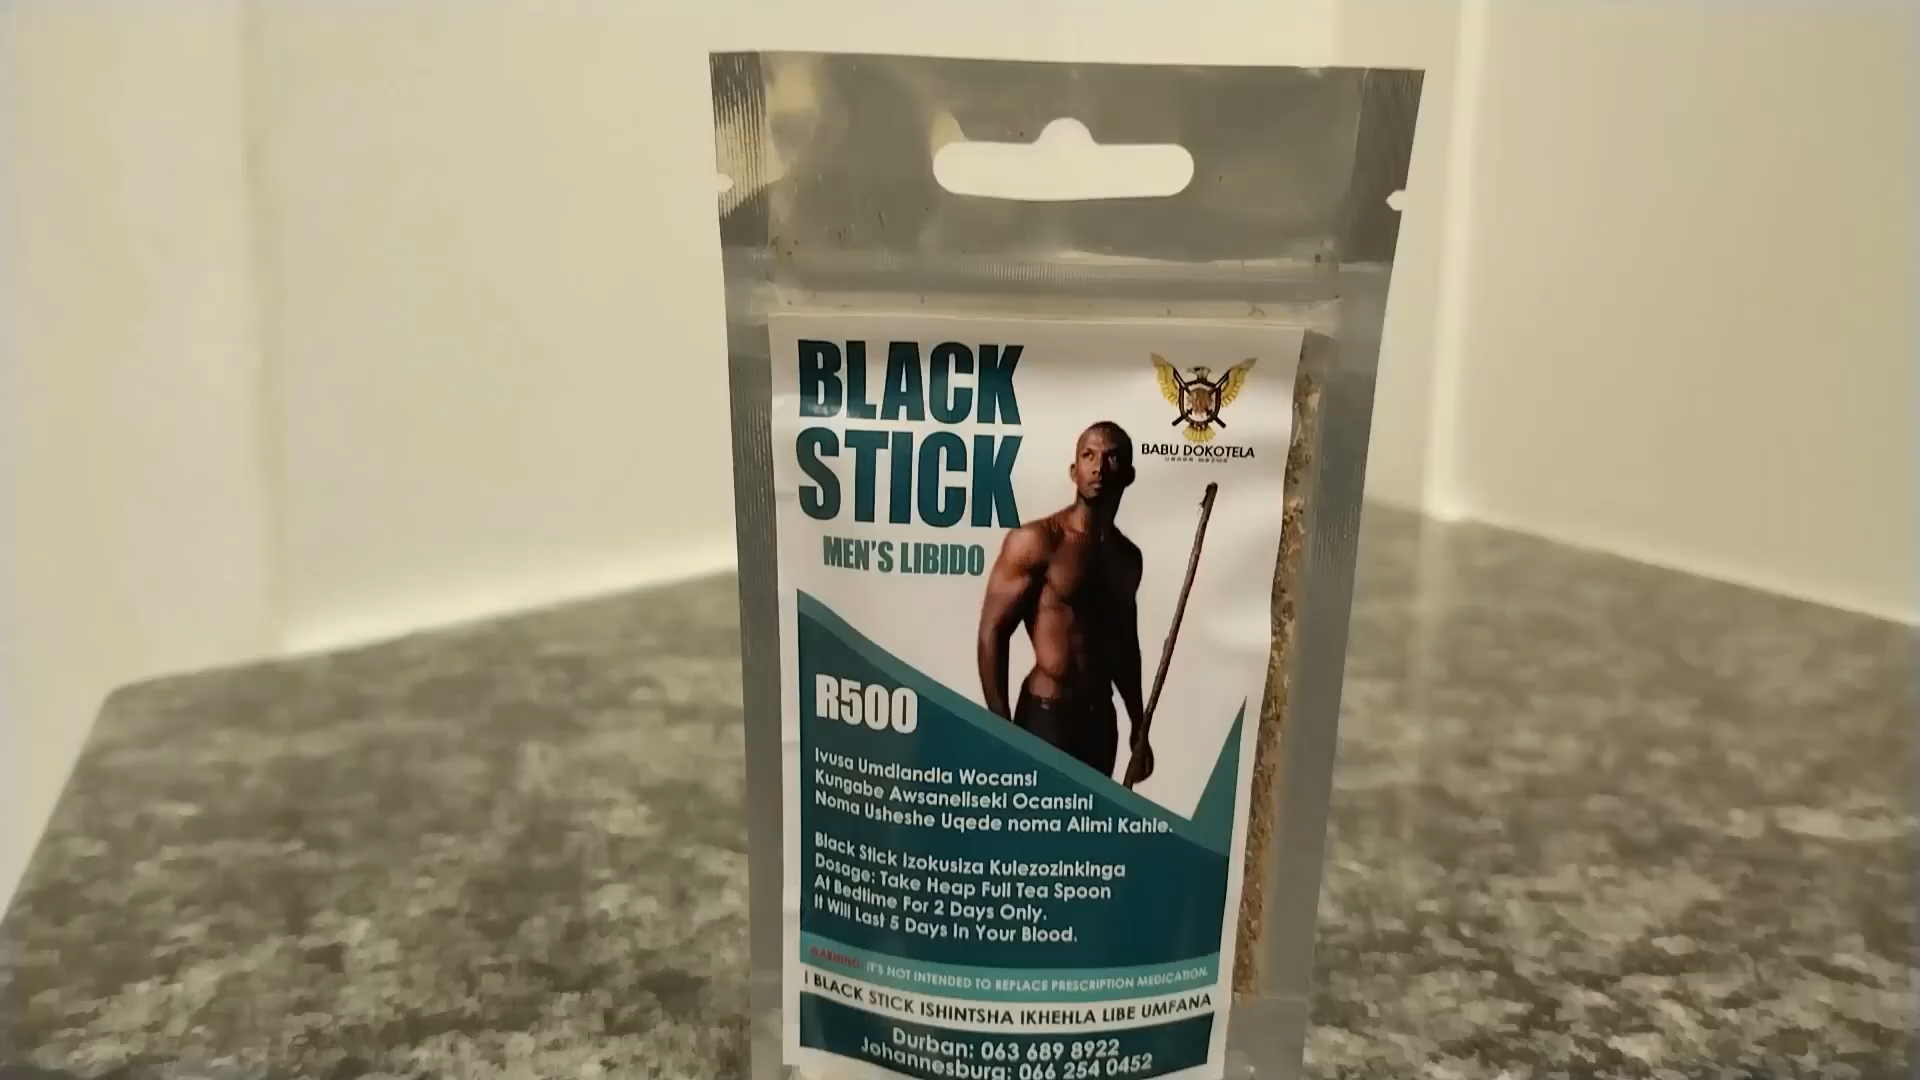 BLACK
STICK
MEN'S LIBIDO
BABU DOKOTELA
R500
Ivusa Umdlandla Wocansi
Kungabe Awsaneliseki Ocansini
Noma Usheshe Uqede noma Alimi Kahle.
Black Stick Izokusiza Kulezozinkinga
Dosage: Take Heap Full Tea Spoon
At Bedtime For 2 Days Only.
It Will Last 5 Days In Your Blood.
WARNING: IT'S NOT INTENDED TO REPLACE PRESCRIPTION MEDICATION.
| BLACK STICK ISHINTSHA IKHEHLA LIBE UMFANA
Durban: 063 689 8922
Johannesburg: 066 254 0452